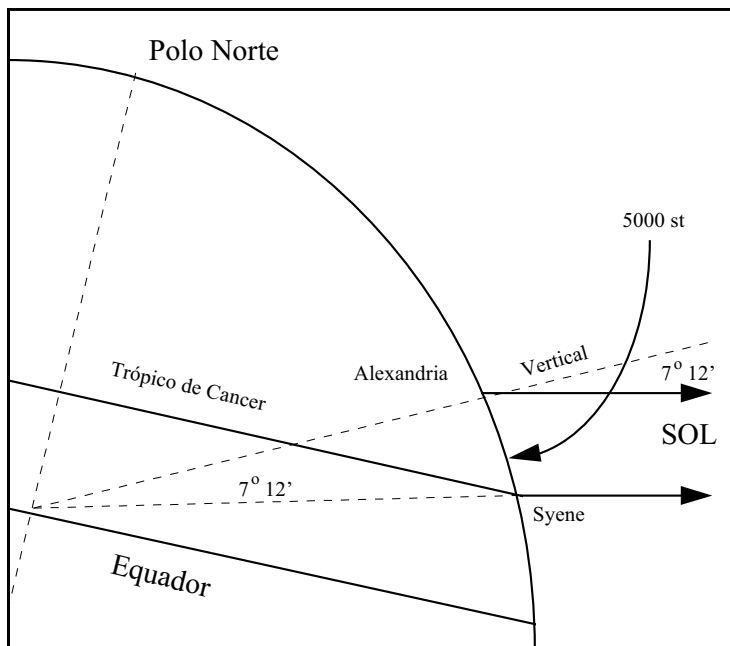 Polo Norte
5000 st
Vertical
Alexandria
7° 12'
Trópico de Cancer
SOL
7° 12'
Syene
Equador